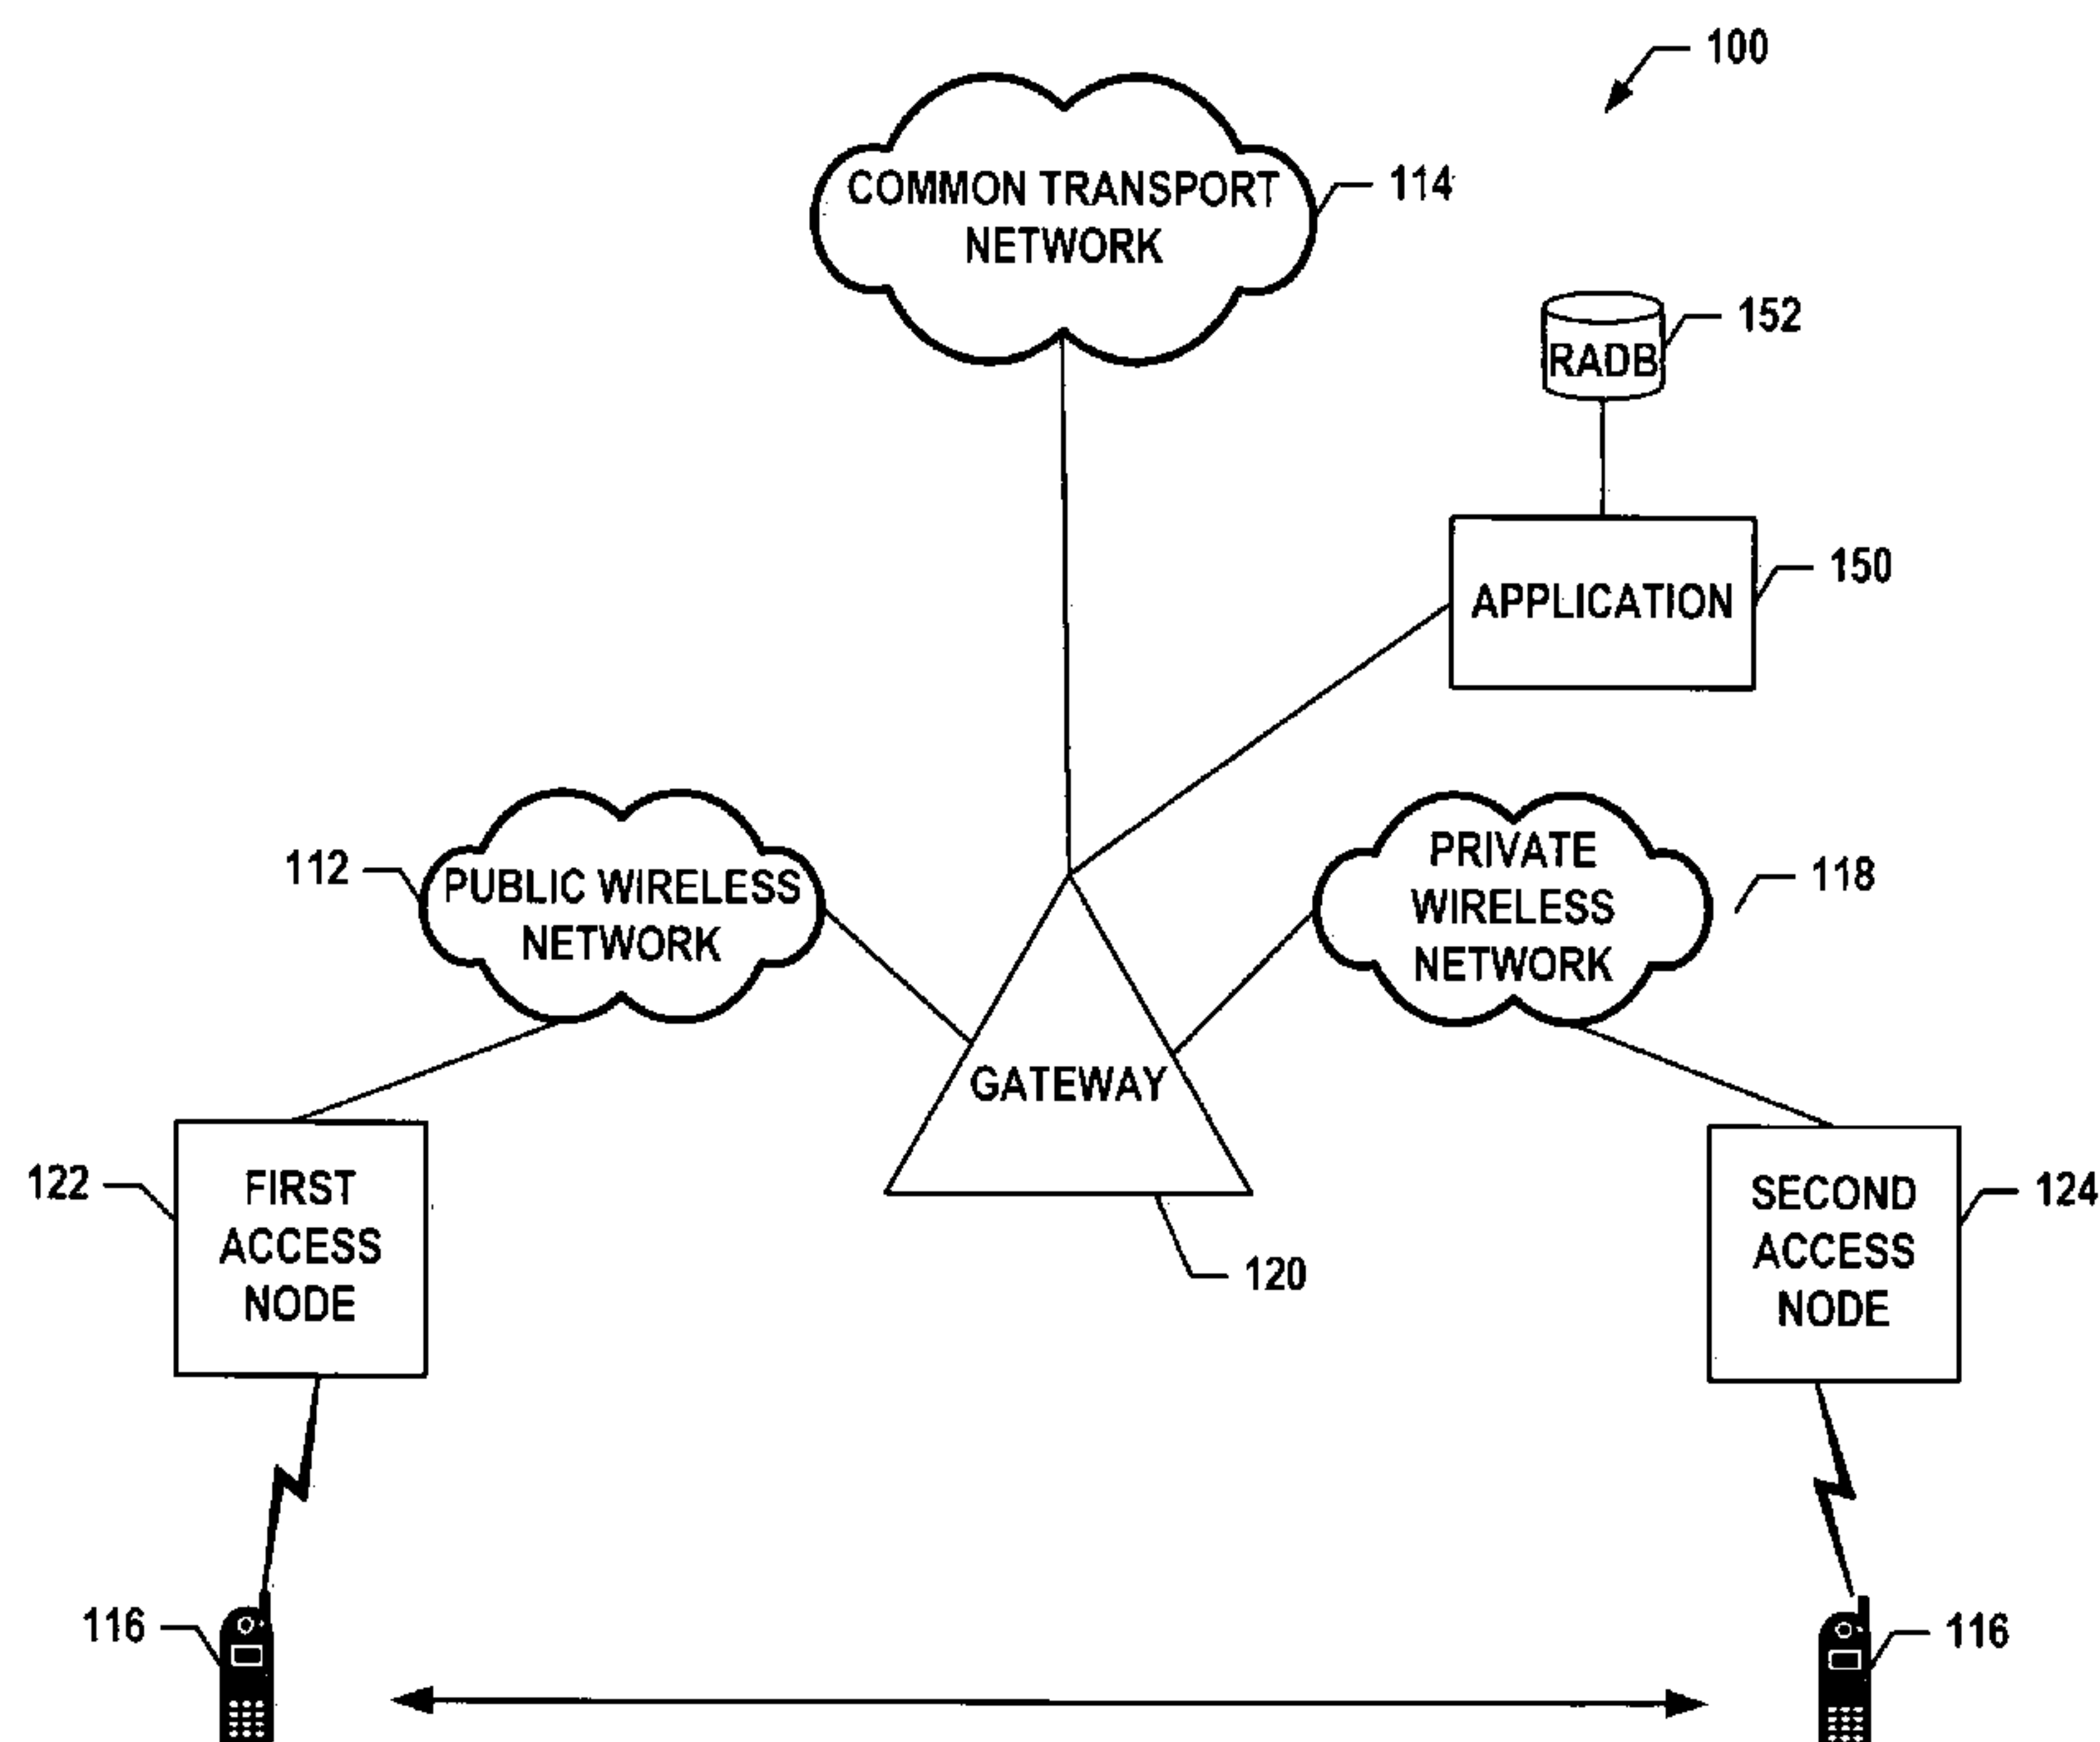 100
COMMON TRANSPORT
NETWORK
114
152
RADB
150
APPLICATION
112
PUBLIC WIRELESS
NETWORK
PRIVATE
WIRELESS
NETWORK
118
GATEWAY
120
122
FIRST
ACCESS
NODE
SECOND
ACCESS
NODE
124
116
116